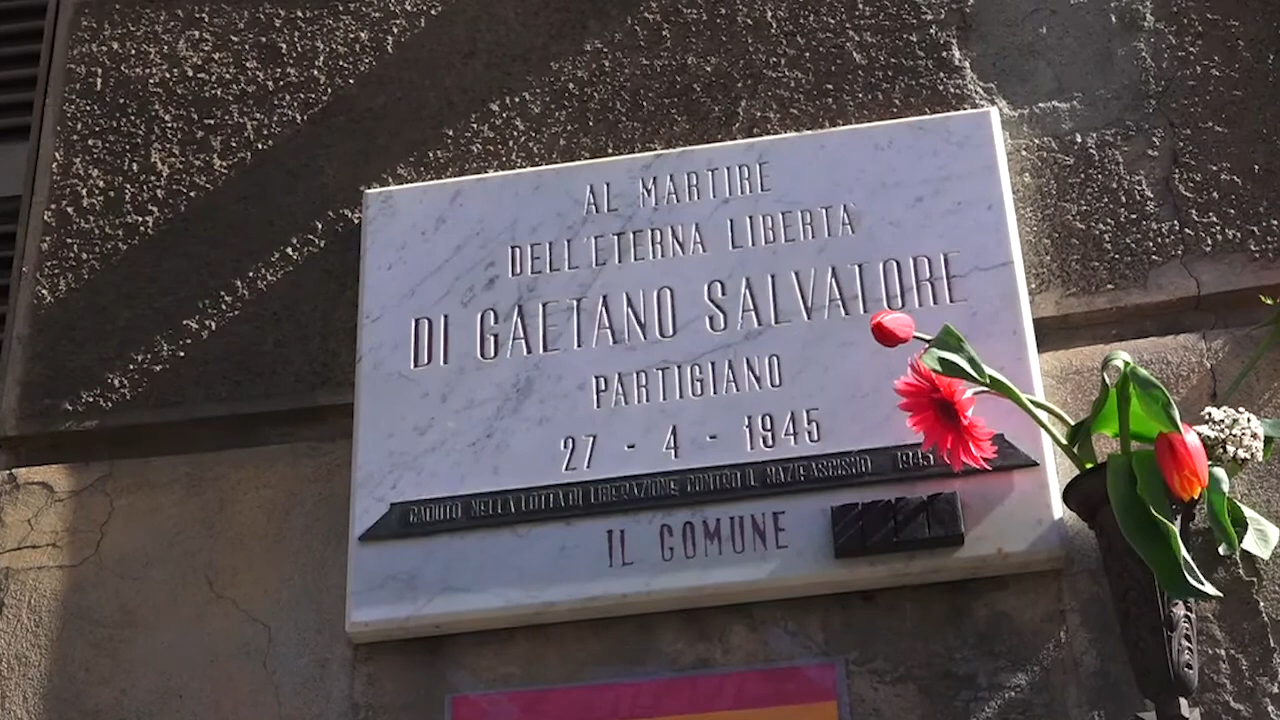 AL MARTIRE
DELL'ETERNA LIBERTÀ
DI GAETANO SALVATORE
PARTIGIANO
27 - 4 - 1945
CADUTO NELLA LOTTA DI LIBERAZIONE CONTRO IL NAZIFASCISMO 1945
IL COMUNE